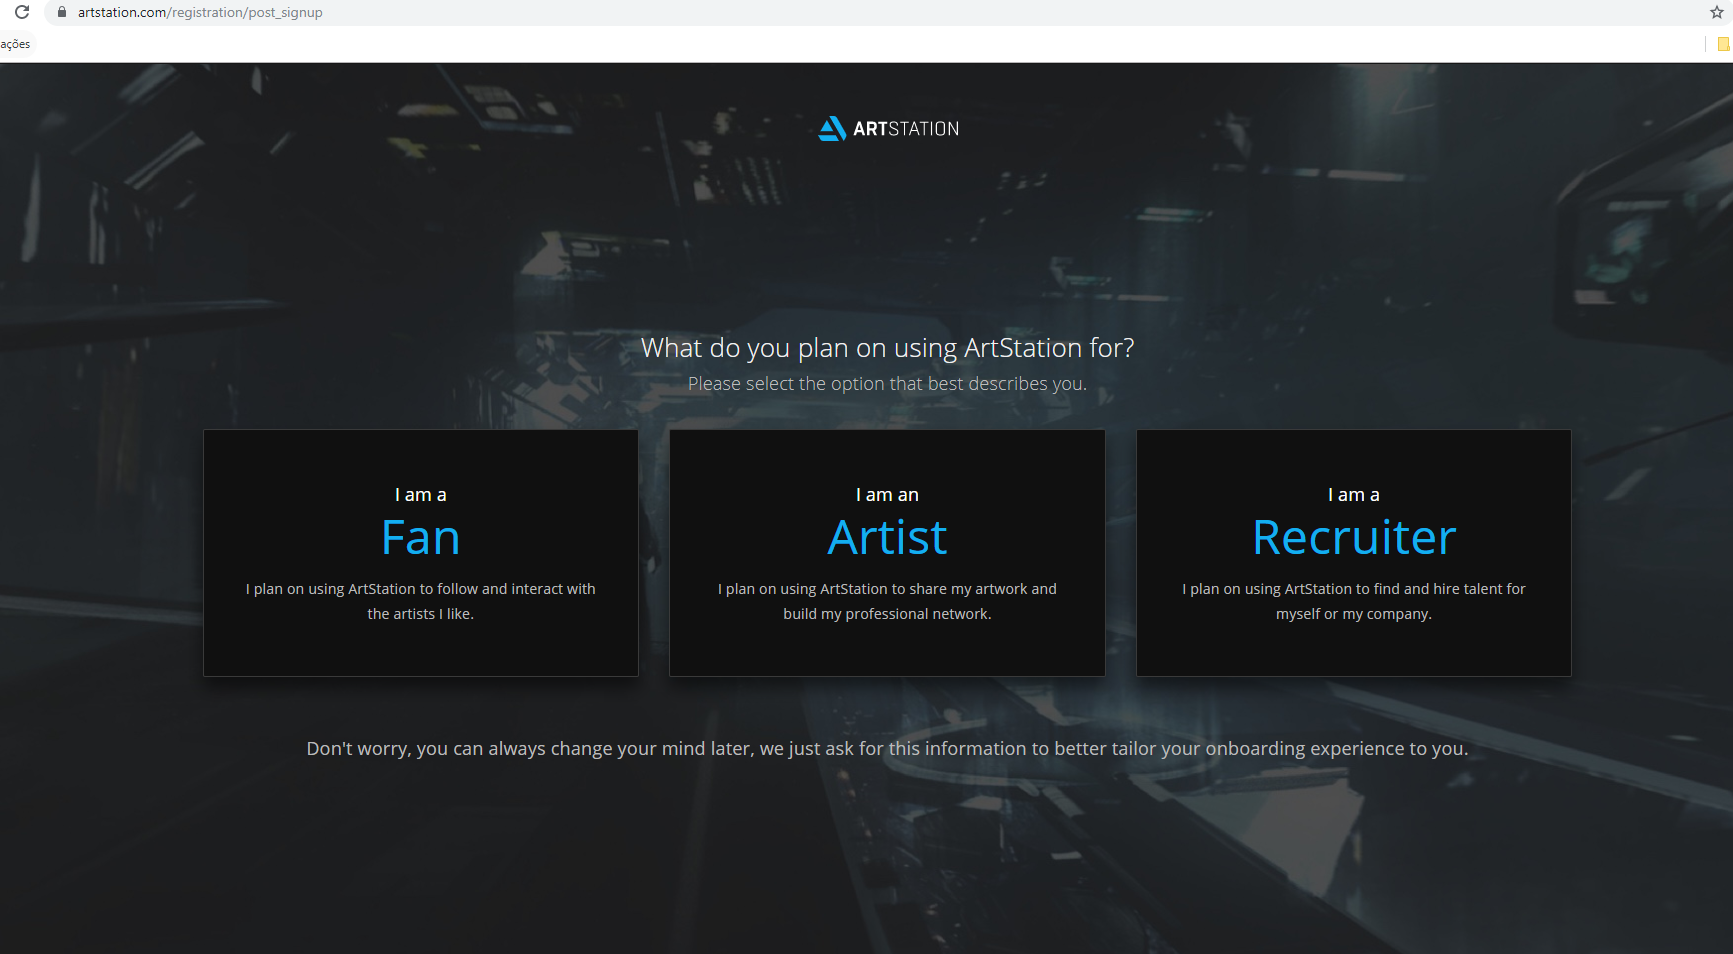 artstation.com/registration/post_signup
ações
ARTSTATION
What do you plan on using ArtStation for?
Please select the option that best describes you.
I am a
Fan
I plan on using ArtStation to follow and interact with
the artists I like.
I am an
Artist
I plan on using ArtStation to share my artwork and
build my professional network.
I am a
Recruiter
I plan on using ArtStation to find and hire talent for
myself or my company.
Don't worry, you can always change your mind later, we just ask for this information to better tailor your onboarding experience to you.